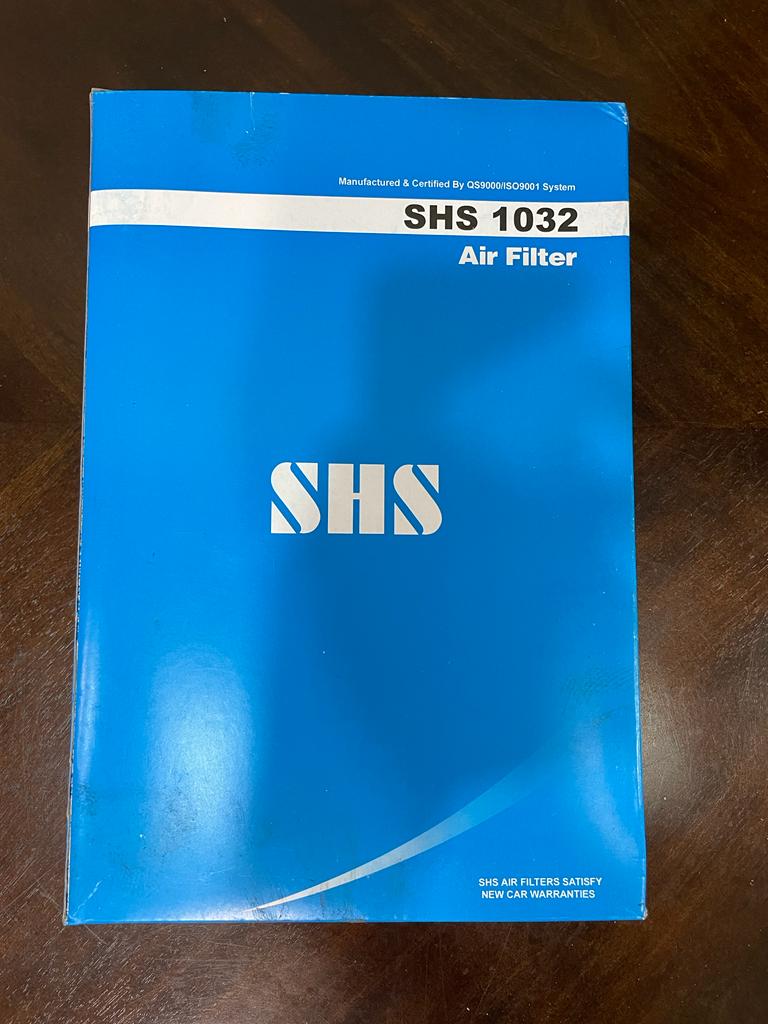 Manufactured & Certified By QS9000/ISO9001 System
SHS 1032
Air Filter
SHS
SHS AIR FILTERS SATISFY
NEW CAR WARRANTIES